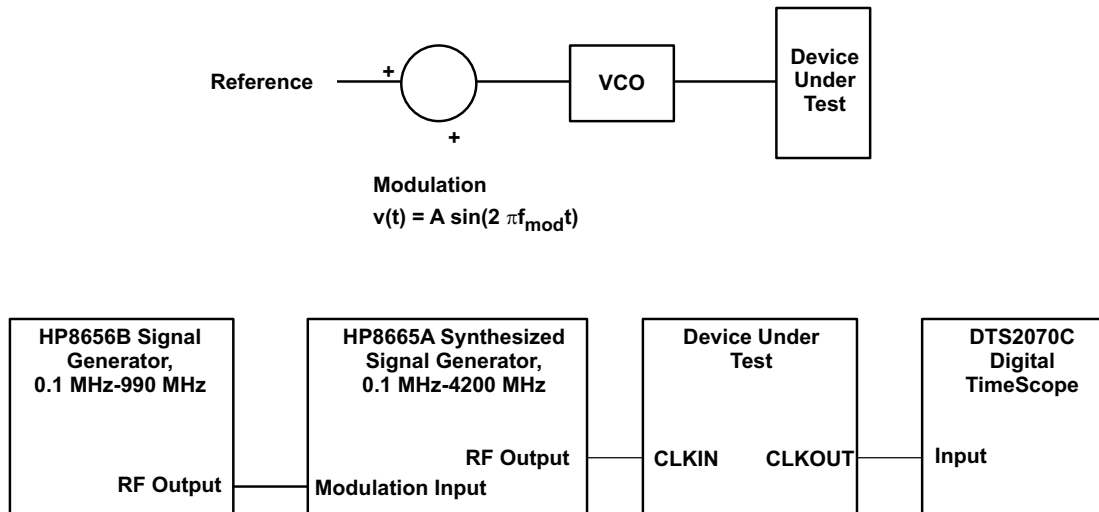 Reference
+
+
VCO
Device
Under
Test
Modulation
v(t) = A sin(2 πf_mod t)
HP8656B Signal
Generator,
0.1 MHz-990 MHz
RF Output
HP8665A Synthesized
Signal Generator,
0.1 MHz-4200 MHz
RF Output
Modulation Input
Device Under
Test
CLKIN CLKOUT
DTS2070C
Digital
TimeScope
Input